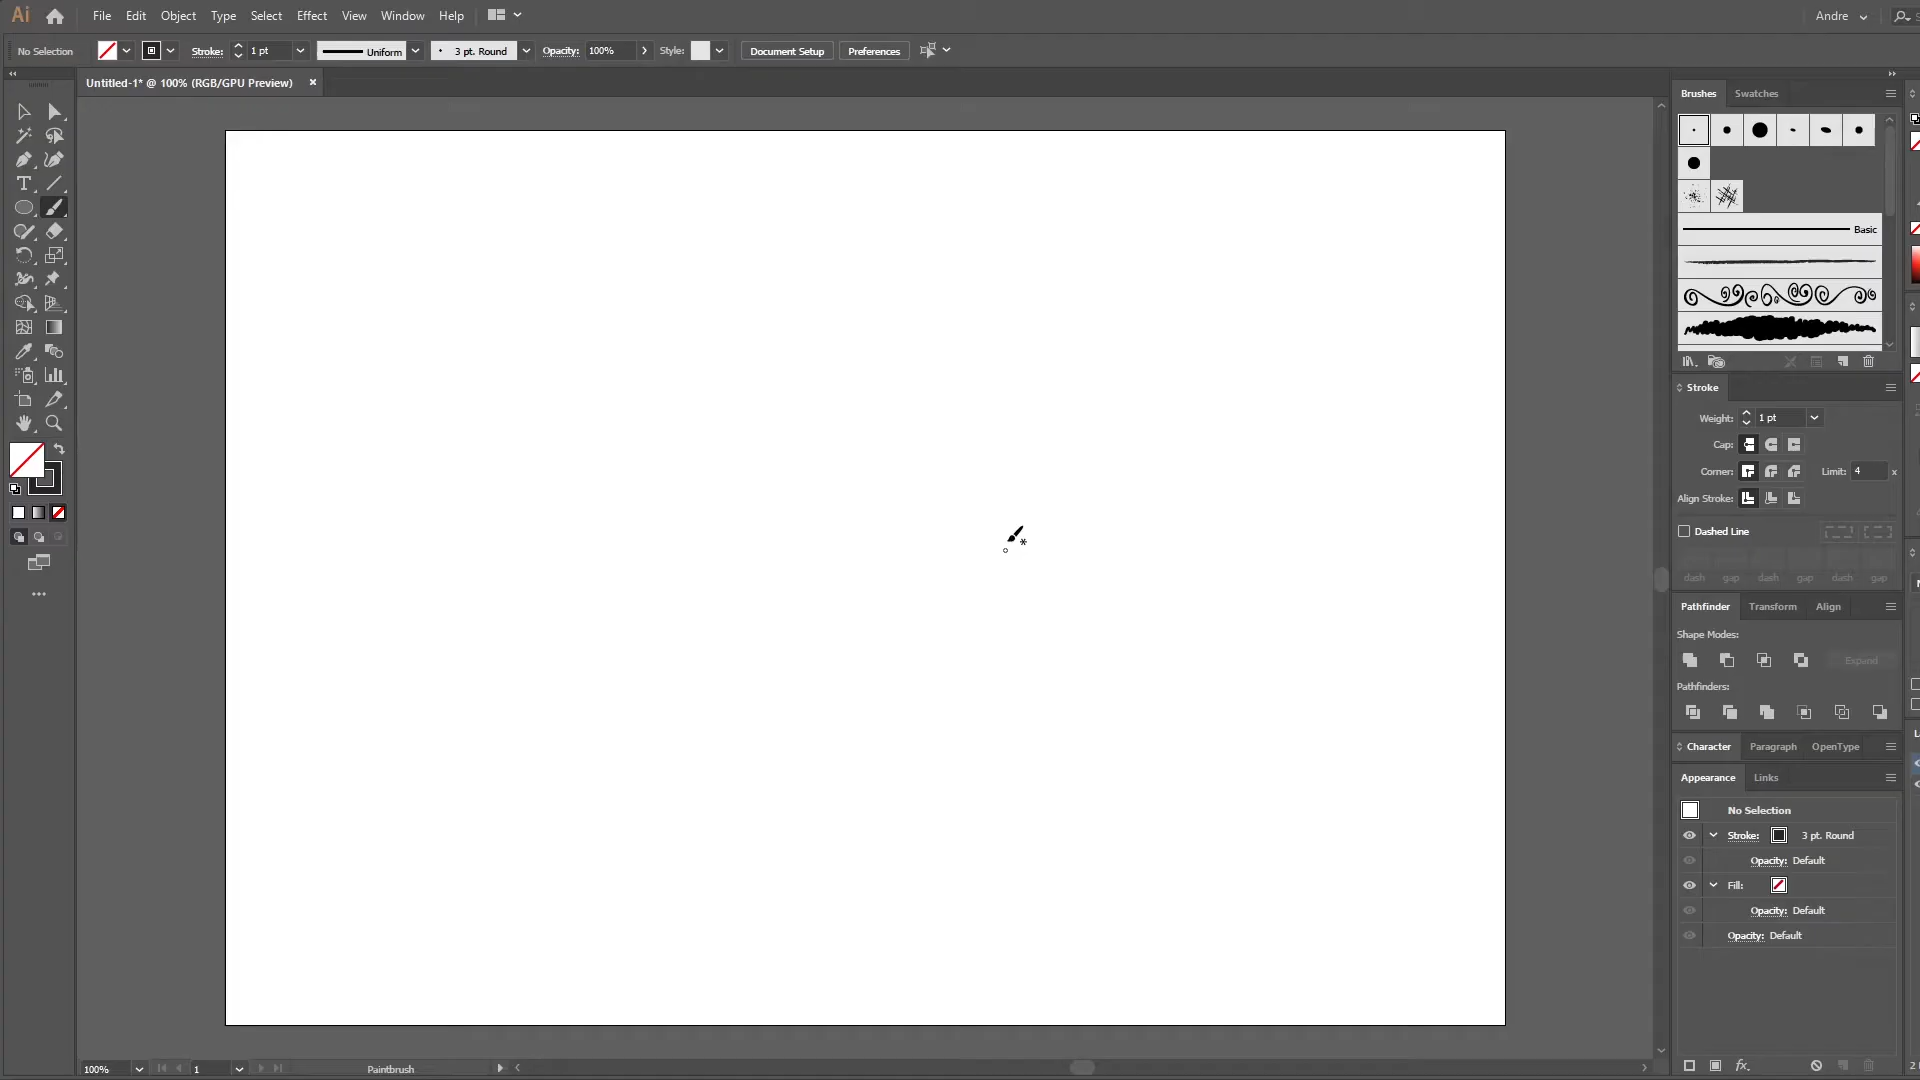 Ai File Edit Object Type Select Effect View Window Help Andre
No Selection Stroke: 1 pt Uniform 3 pt. Round Opacity: 100% Style: Document Setup Preferences
Untitled-1* @ 100% (RGB/GPU Preview)
Brushes Swatches
Basic
Stroke
Weight: 1 pt
Cap:
Corner: Limit: 4 x
Align Stroke:
Dashed Line
dash gap dash gap dash gap
Pathfinder Transform Align
Shape Modes:
Expand
Pathfinders:
Character Paragraph OpenType
Appearance Links
No Selection
Stroke: 3 pt. Round
Opacity: Default
Fill:
Opacity: Default
Opacity: Default
fx
100% 1 Paintbrush